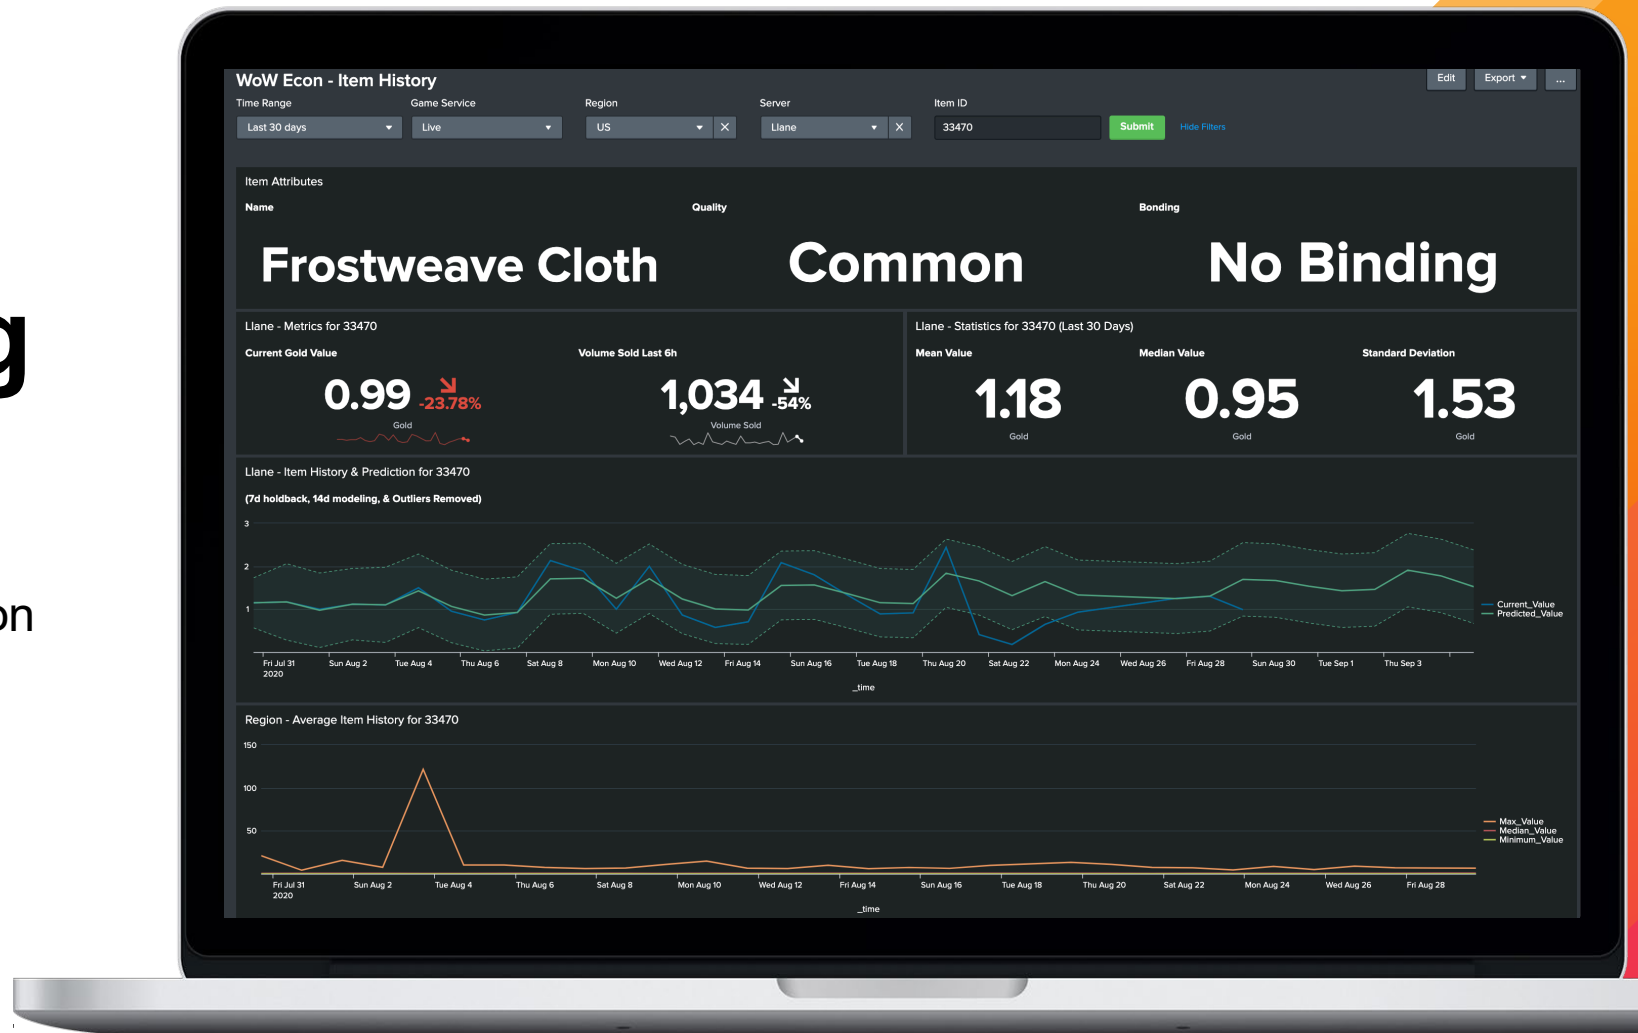 g
on
WoW Econ - Item History
Edit
Export
...
Time Range
Game Service
Region
Server
Item ID
Last 30 days
Live
US
X
Llane
X
33470
Submit
Hide Filters
Item Attributes
Name
Quality
Bonding
Frostweave Cloth
Common
No Binding
Llane - Metrics for 33470
Current Gold Value
Volume Sold Last 6h
0.99
-23.78%
Gold
1,034
-54%
Volume Sold
Llane - Statistics for 33470 (Last 30 Days)
Mean Value
Median Value
Standard Deviation
1.18
0.95
1.53
Gold
Gold
Gold
Llane - Item History & Prediction for 33470
(7d holdback, 14d modeling, & Outliers Removed)
3
2
1
Current_Value
Predicted_Value
Fri Jul 31
2020
Sun Aug 2
Tue Aug 4
Thu Aug 6
Sat Aug 8
Mon Aug 10
Wed Aug 12
Fri Aug 14
Sun Aug 16
Tue Aug 18
Thu Aug 20
Sat Aug 22
Mon Aug 24
Wed Aug 26
Fri Aug 28
Sun Aug 30
Tue Sep 1
Thu Sep 3
_time
Region - Average Item History for 33470
150
100
50
Max_Value
Median_Value
Minimum_Value
Fri Jul 31
2020
Sun Aug 2
Tue Aug 4
Thu Aug 6
Sat Aug 8
Mon Aug 10
Wed Aug 12
Fri Aug 14
Sun Aug 16
Tue Aug 18
Thu Aug 20
Sat Aug 22
Mon Aug 24
Wed Aug 26
Fri Aug 28
_time